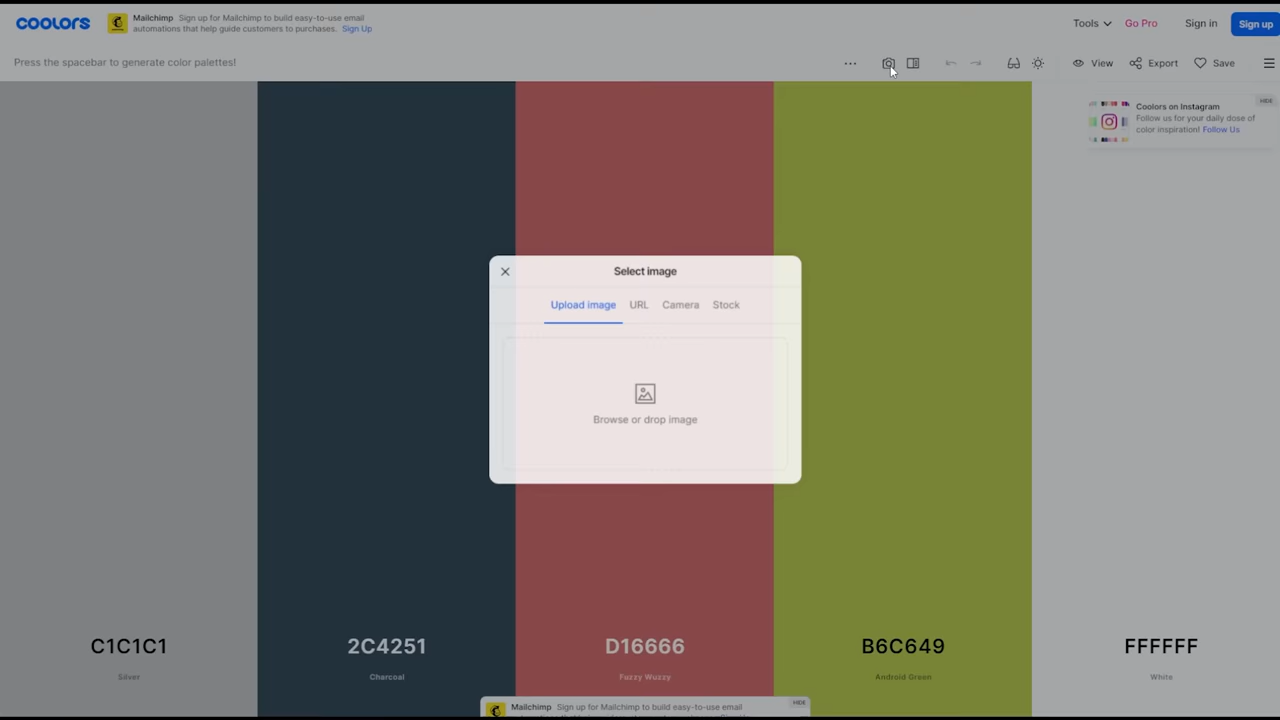 coolors
Mailchimp Sign up for Mailchimp to build easy-to-use email
automations that help guide customers to purchases. Sign Up
Tools Go Pro Sign in Sign up
Press the spacebar to generate color palettes!
View Export Save
Coolors on Instagram
HIDE
Follow us for your daily dose of
color inspiration! Follow Us
Select image
Upload image URL Camera Stock
Browse or drop image
C1C1C1 2C4251 D16666 B6C649 FFFFFF
Silver Charcoal Fuzzy Wuzzy Android Green White
Mailchimp Sign up for Mailchimp to build easy-to-use email
HIDE